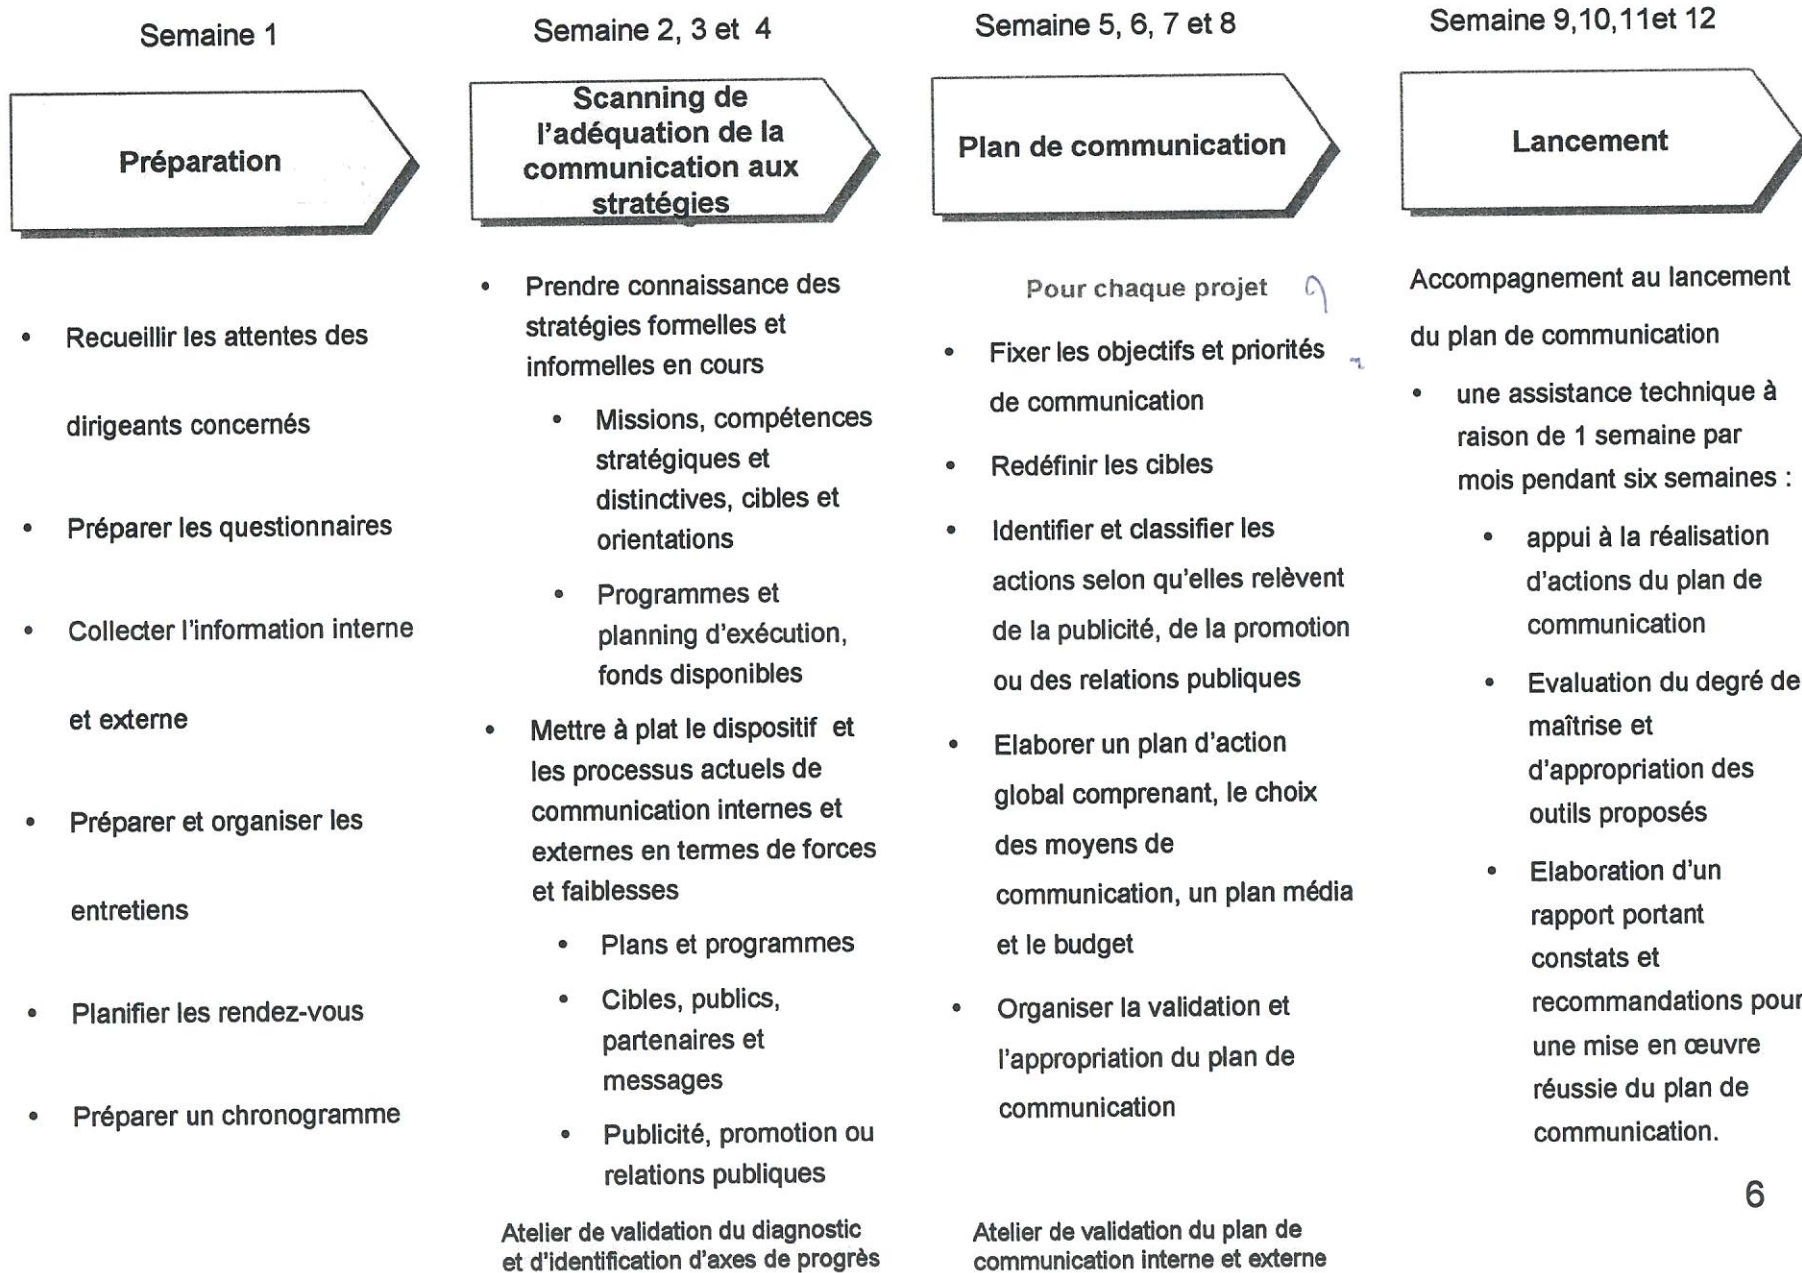 Semaine 1
Préparation
• Recueillir les attentes des
dirigeants concernés
• Préparer les questionnaires
• Collecter l'information interne
et externe
• Préparer et organiser les
entretiens
• Planifier les rendez-vous
• Préparer un chronogramme
Semaine 2, 3 et 4
Scanning de
l'adéquation de la
communication aux
stratégies
• Prendre connaissance des
stratégies formelles et
informelles en cours
• Missions, compétences
stratégiques et
distinctives, cibles et
orientations
• Programmes et
planning d'exécution,
fonds disponibles
• Mettre à plat le dispositif et
les processus actuels de
communication internes et
externes en termes de forces
et faiblesses
• Plans et programmes
• Cibles, publics,
partenaires et
messages
• Publicité, promotion ou
relations publiques
Atelier de validation du diagnostic
et d'identification d'axes de progrès
Semaine 5, 6, 7 et 8
Plan de communication
Pour chaque projet
• Fixer les objectifs et priorités
de communication
• Redéfinir les cibles
• Identifier et classifier les
actions selon qu'elles relèvent
de la publicité, de la promotion
ou des relations publiques
• Elaborer un plan d'action
global comprenant, le choix
des moyens de
communication, un plan média
et le budget
• Organiser la validation et
l'appropriation du plan de
communication
Atelier de validation du plan de
communication interne et externe
Semaine 9,10,11et 12
Lancement
Accompagnement au lancement
du plan de communication
• une assistance technique à
raison de 1 semaine par
mois pendant six semaines :
• appui à la réalisation
d'actions du plan de
communication
• Evaluation du degré de
maîtrise et
d'appropriation des
outils proposés
• Elaboration d'un
rapport portant
constats et
recommandations pour
une mise en œuvre
réussie du plan de
communication.
6